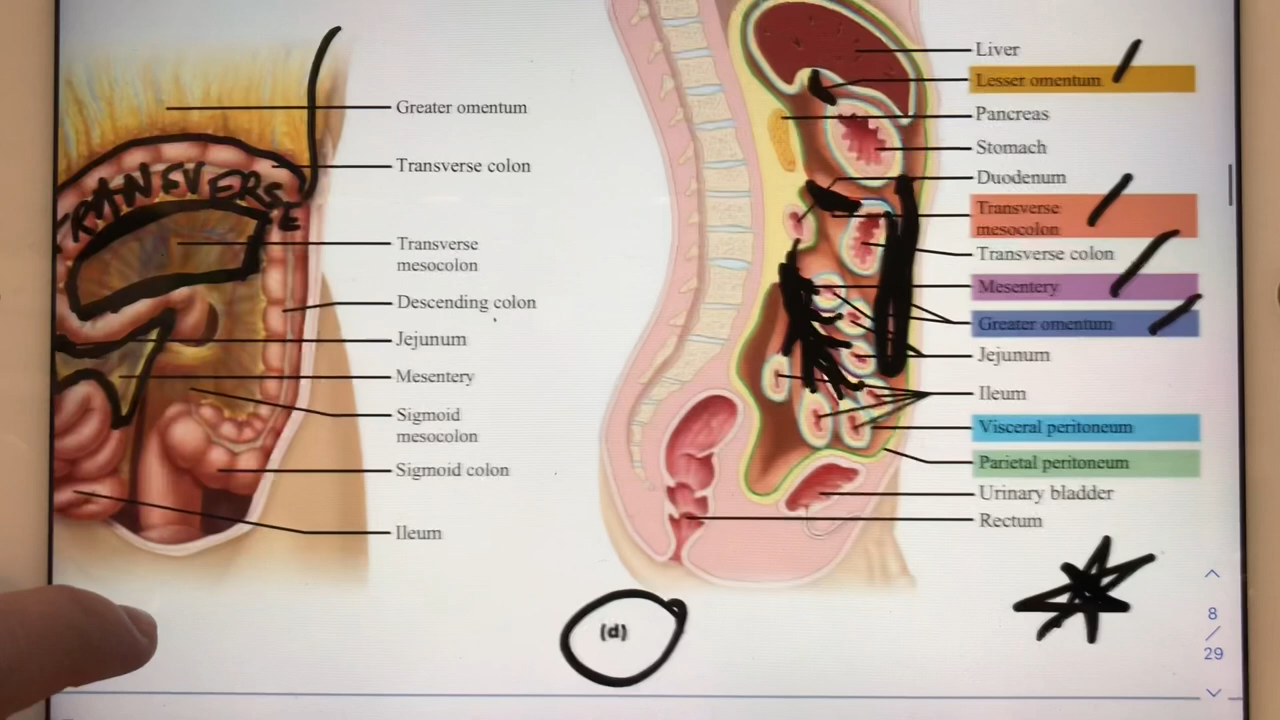 Greater omentum
Transverse colon
TRANSVERSE
Transverse
mesocolon
Descending colon
Jejunum
Mesentery
Sigmoid
mesocolon
Sigmoid colon
Ileum
Liver
Lesser omentum
Pancreas
Stomach
Duodenum
Transverse
mesocolon
Transverse colon
Mesentery
Greater omentum
Jejunum
Ileum
Visceral peritoneum
Parietal peritoneum
Urinary bladder
Rectum
(d)
8
/
29